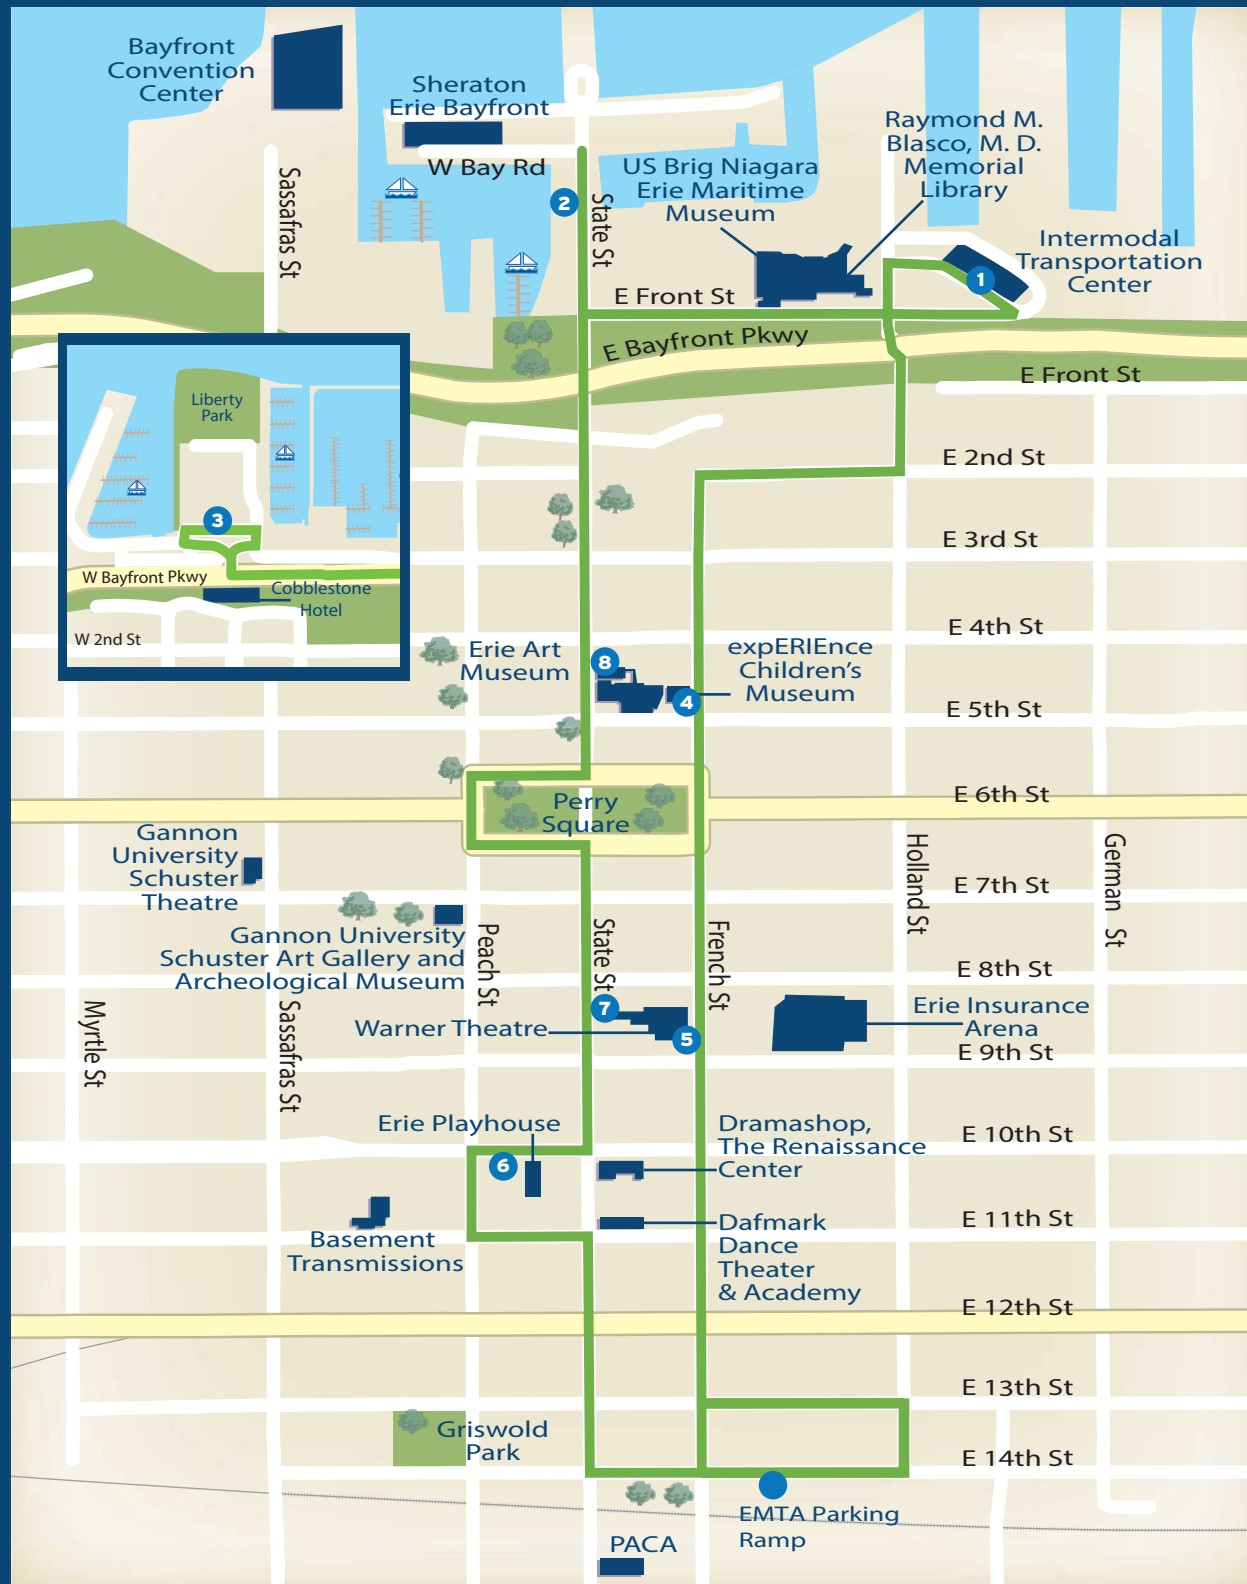 Bayfront
Convention
Center
Sheraton
Erie Bayfront
W Bay Rd
Sassafras St
2
State St
US Brig Niagara
Erie Maritime
Museum
Raymond M.
Blasco, M. D.
Memorial
Library
Intermodal
Transportation
Center
1
E Front St
E Bayfront Pkwy
E Front St
Liberty
Park
3
W Bayfront Pkwy
Cobblestone
Hotel
W 2nd St
E 2nd St
E 3rd St
E 4th St
Erie Art
Museum
8
4
expERIEnce
Children's
Museum
E 5th St
E 6th St
Perry
Square
Gannon
University
Schuster
Theatre
Holland St
German St
E 7th St
Gannon University
Schuster Art Gallery and
Archeological Museum
Peach St
State St
French St
E 8th St
Myrtle St
Sassafras St
7
Warner Theatre
5
Erie Insurance
Arena
E 9th St
Erie Playhouse
6
Dramashop,
The Renaissance
Center
E 10th St
Basement
Transmissions
Dafmark
Dance
Theater
& Academy
E 11th St
E 12th St
E 13th St
Griswold
Park
E 14th St
EMTA Parking
Ramp
PACA